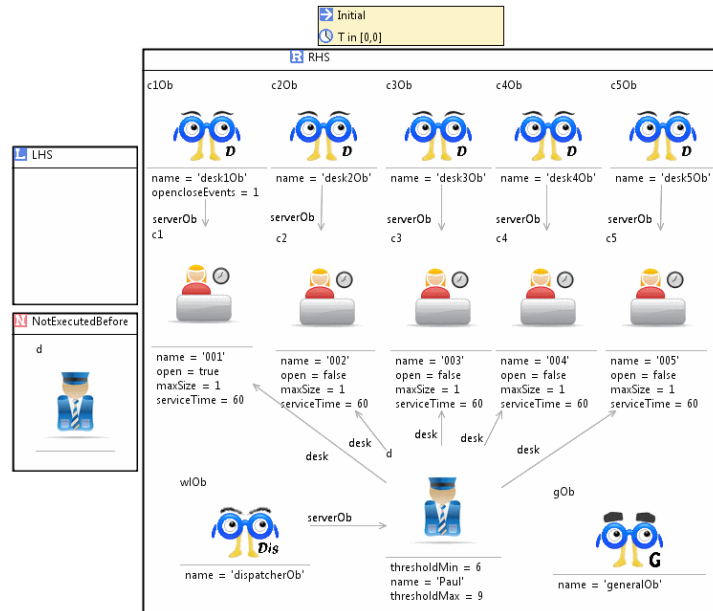 Initial
T in [0,0]
R RHS
c1Ob c2Ob c3Ob c4Ob c5Ob
D D D D D
name = 'desk1Ob' name = 'desk2Ob' name = 'desk3Ob' name = 'desk4Ob' name = 'desk5Ob'
opencloseEvents = 1
serverOb serverOb serverOb serverOb serverOb
c1 c2 c3 c4 c5
L LHS
N NotExecutedBefore
d
name = '001' name = '002' name = '003' name = '004' name = '005'
open = true open = false open = false open = false open = false
maxSize = 1 maxSize = 1 maxSize = 1 maxSize = 1 maxSize = 1
serviceTime = 60 serviceTime = 60 serviceTime = 60 serviceTime = 60 serviceTime = 60
desk desk desk desk desk
d
wlOb
serverOb
gOb
Dis
G
name = 'dispatcherOb'
thresholdMin = 6
name = 'Paul'
thresholdMax = 9
name = 'generalOb'